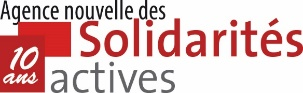 Agence nouvelle des
Solidarités
10
ans
actives